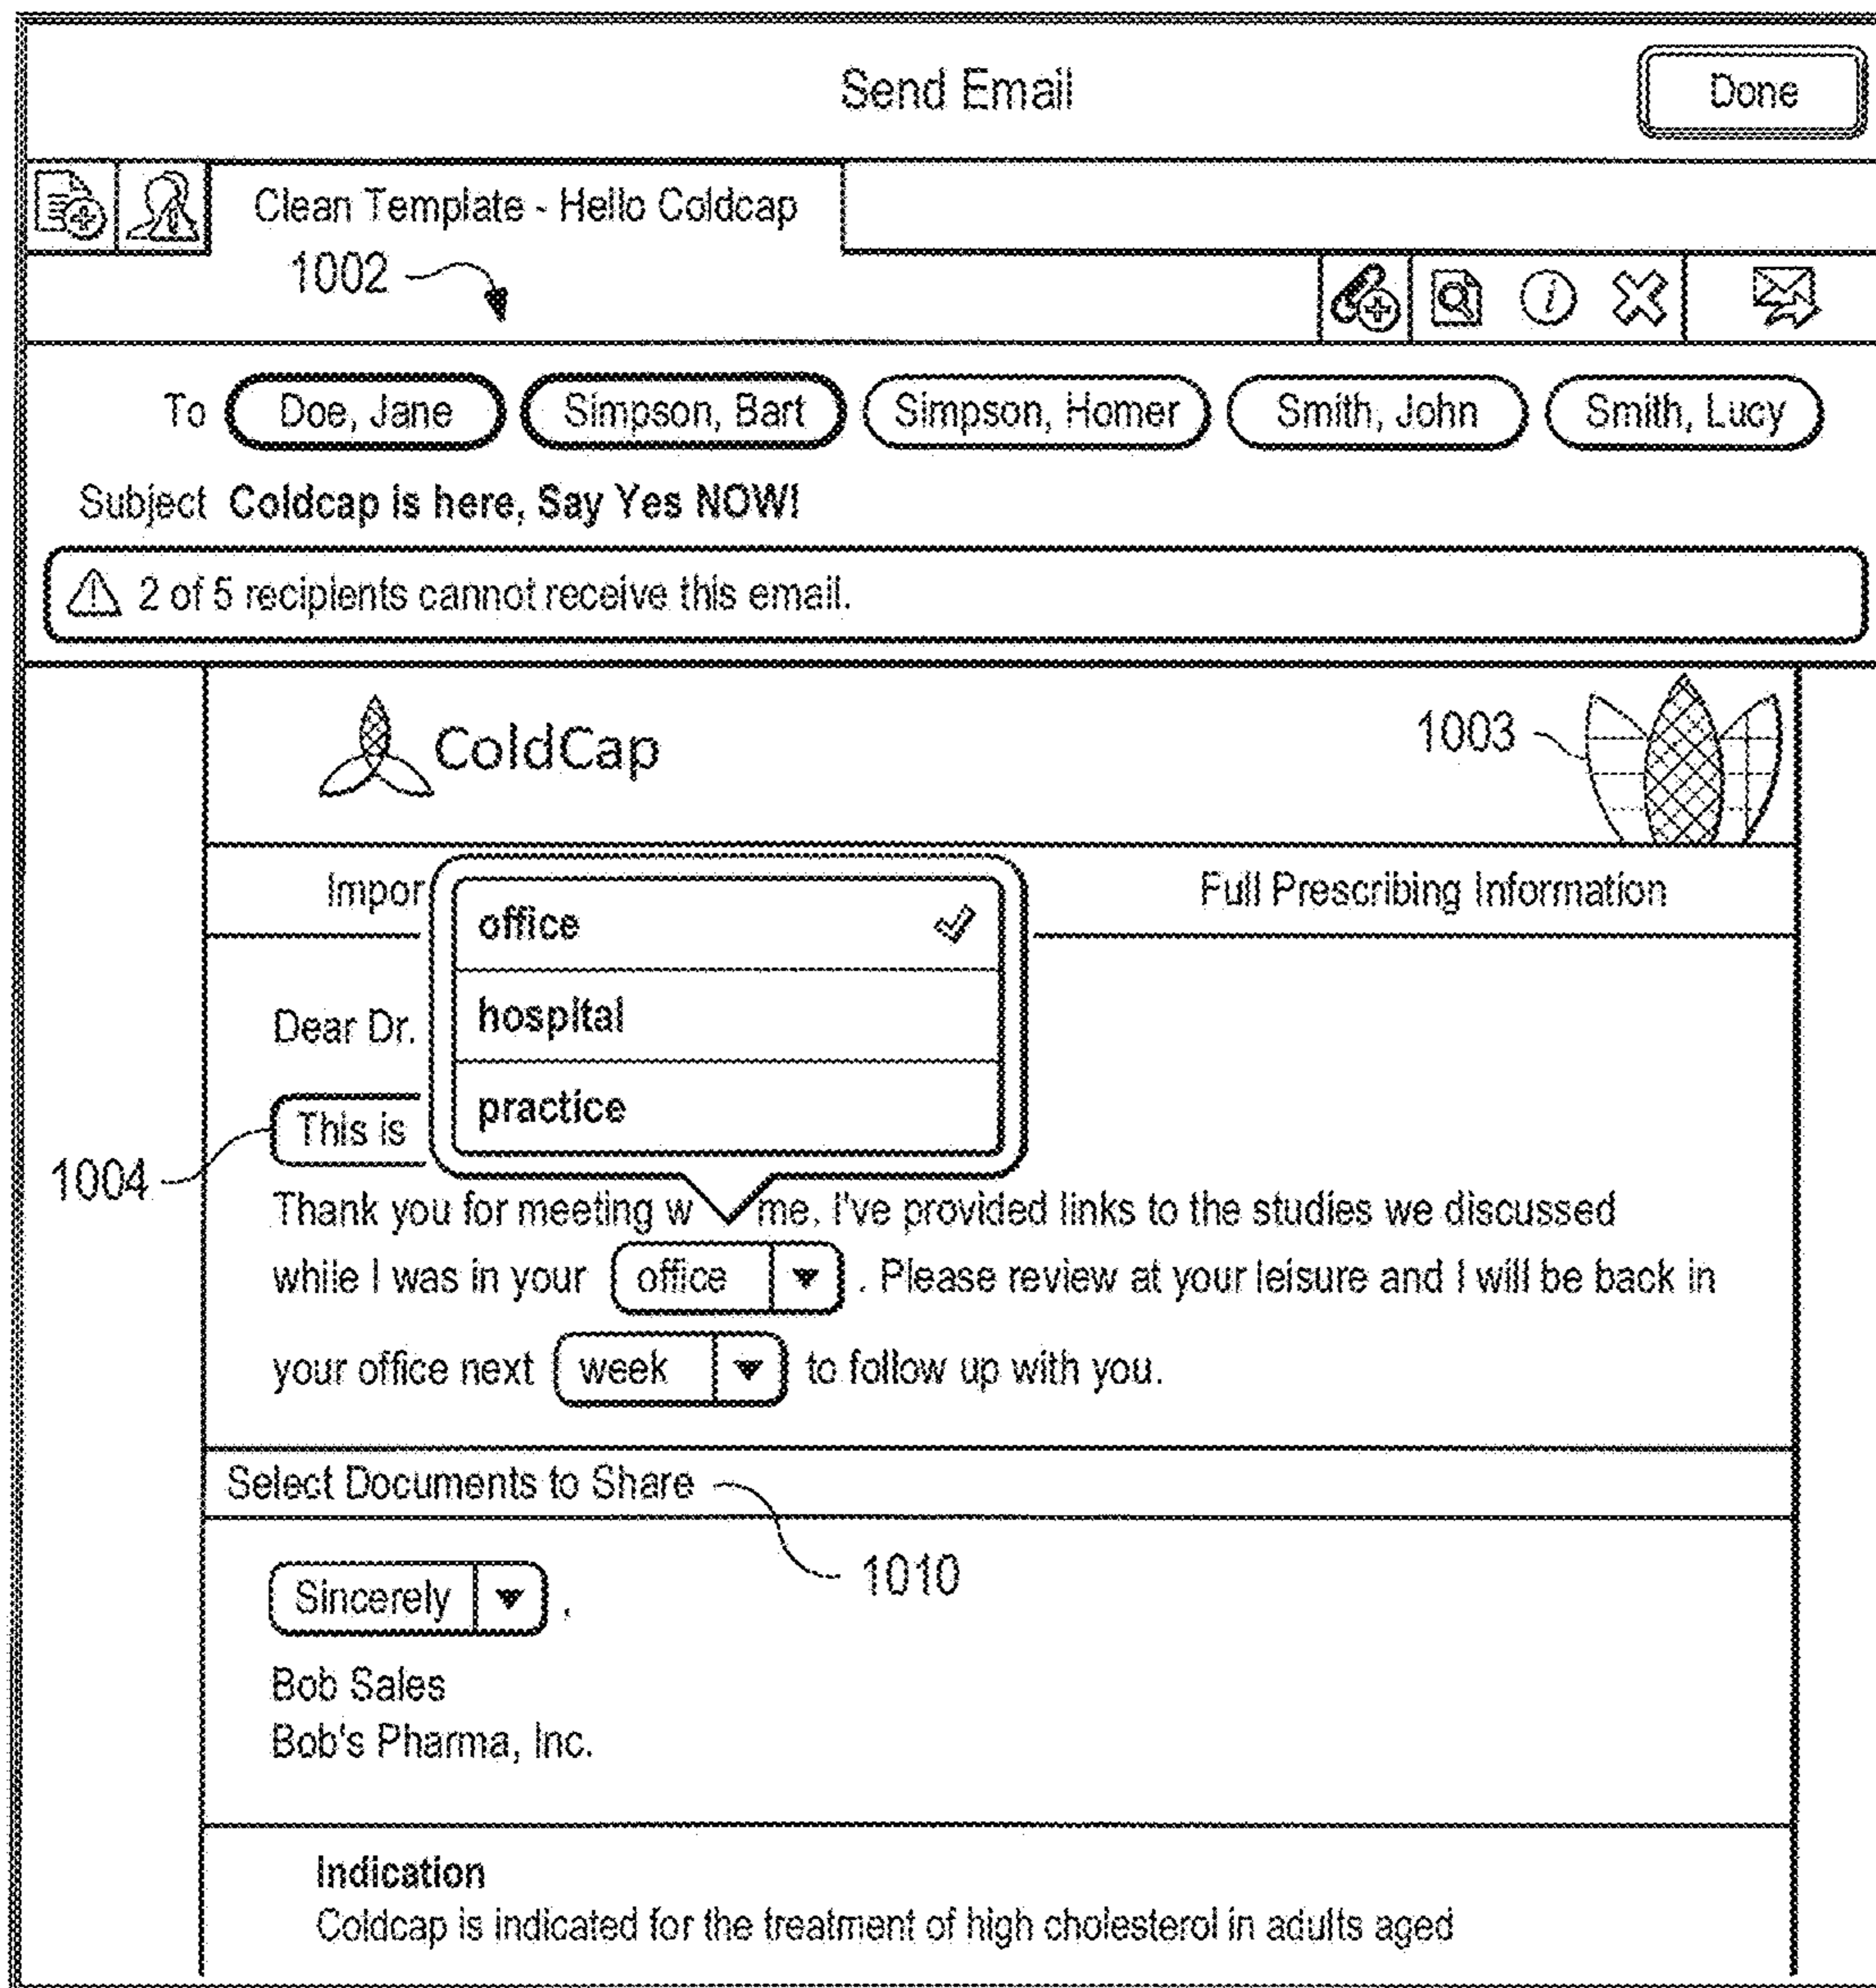 Send Email Done
Clean Template - Hello Coldcap
1002
To Doe, Jane Simpson, Bart Simpson, Homer Smith, John Smith, Lucy
Subject Coldcap is here, Say Yes NOW!
2 of 5 recipients cannot receive this email.
ColdCap 1003
Impor Full Prescribing Information
office
hospital
Dear Dr.
practice
This is
1004
Thank you for meeting w me. I've provided links to the studies we discussed
while I was in your office . Please review at your leisure and I will be back in
your office next week to follow up with you.
Select Documents to Share
1010
Sincerely ,
Bob Sales
Bob's Pharma, Inc.
Indication
Coldcap is indicated for the treatment of high cholesterol in adults aged